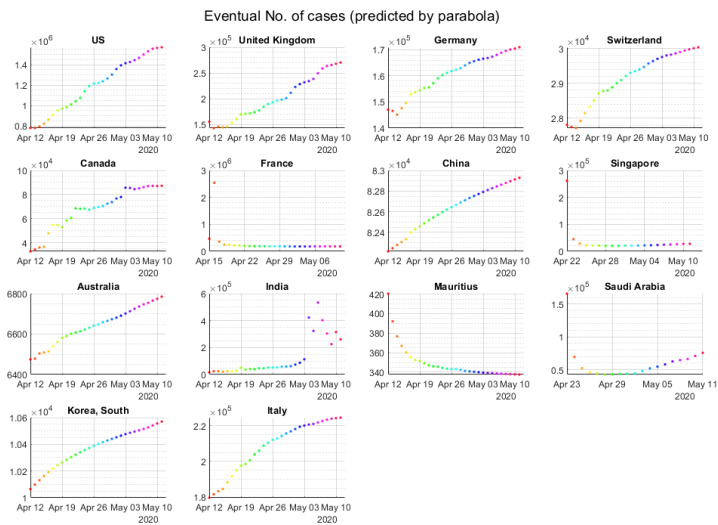 Eventual No. of cases (predicted by parabola)
US
×10^6
1.4
1.2
1
0.8
Apr 12 Apr 19 Apr 26 May 03 May 10
2020
United Kingdom
×10^5
3
2.5
2
1.5
Apr 12 Apr 19 Apr 26 May 03 May 10
2020
Germany
×10^5
1.7
1.6
1.5
1.4
Apr 12 Apr 19 Apr 26 May 03 May 10
2020
Switzerland
×10^4
3
2.9
2.8
Apr 12 Apr 19 Apr 26 May 03 May 10
2020
Canada
×10^4
10
8
6
4
Apr 12 Apr 19 Apr 26 May 03 May 10
2020
France
×10^6
3
2
1
0
Apr 15 Apr 22 Apr 29 May 06
2020
China
×10^4
8.3
8.28
8.26
8.24
8.22
Apr 12 Apr 19 Apr 26 May 03 May 10
2020
Singapore
×10^5
3
2
1
0
Apr 22 Apr 28 May 04 May 10
2020
Australia
6800
6600
6400
Apr 12 Apr 19 Apr 26 May 03 May 10
2020
India
×10^5
6
4
2
0
Apr 12 Apr 19 Apr 26 May 03 May 10
2020
Mauritius
420
400
380
360
340
Apr 12 Apr 19 Apr 26 May 03 May 10
2020
Saudi Arabia
×10^5
1.5
1
0.5
Apr 23 Apr 29 May 05 May 11
2020
Korea, South
×10^4
1.06
1.04
1.02
1
Apr 12 Apr 19 Apr 26 May 03 May 10
2020
Italy
×10^5
2.2
2
1.8
Apr 12 Apr 19 Apr 26 May 03 May 10
2020